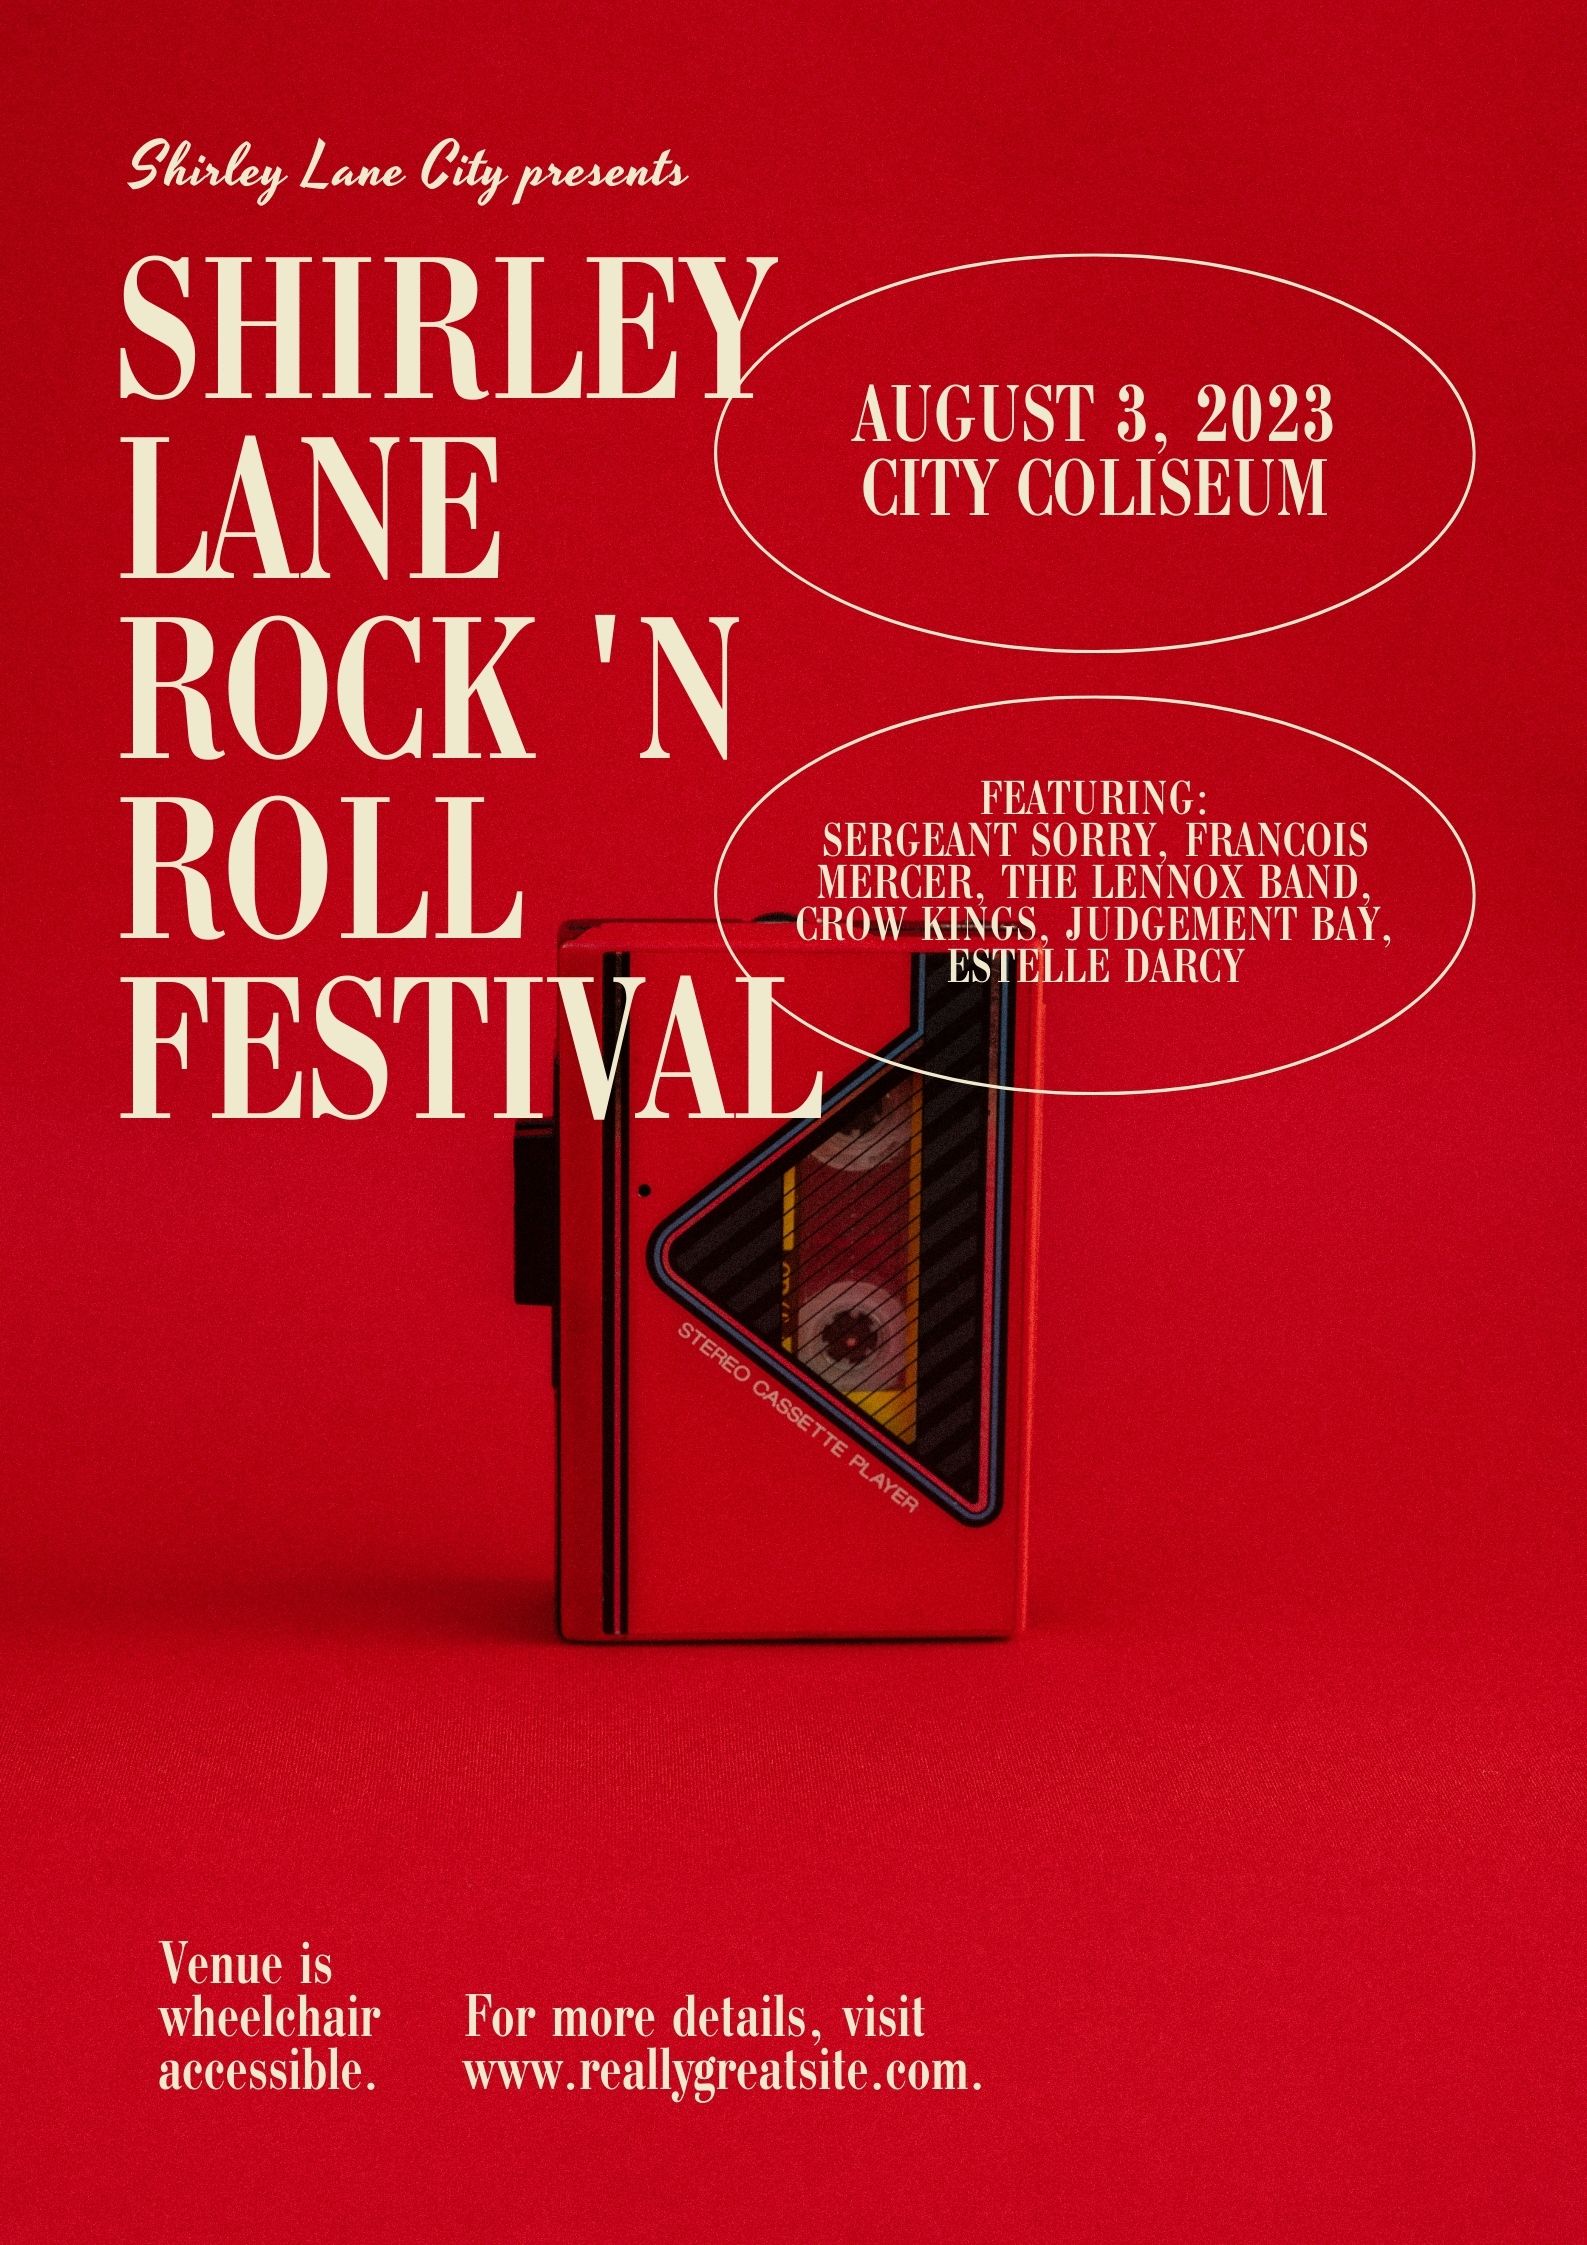 Shirley Lane City presents
SHIRLEY
LANE
ROCK 'N
ROLL
FESTIVAL
AUGUST 3, 2023
CITY COLISEUM
FEATURING:
SERGEANT SORRY, FRANCOIS
MERCER, THE LENNOX BAND,
CROW KINGS, JUDGEMENT BAY,
ESTELLE DARCY
STEREO CASSETTE PLAYER
Venue is
wheelchair
accessible.
For more details, visit
www.reallygreatsite.com.